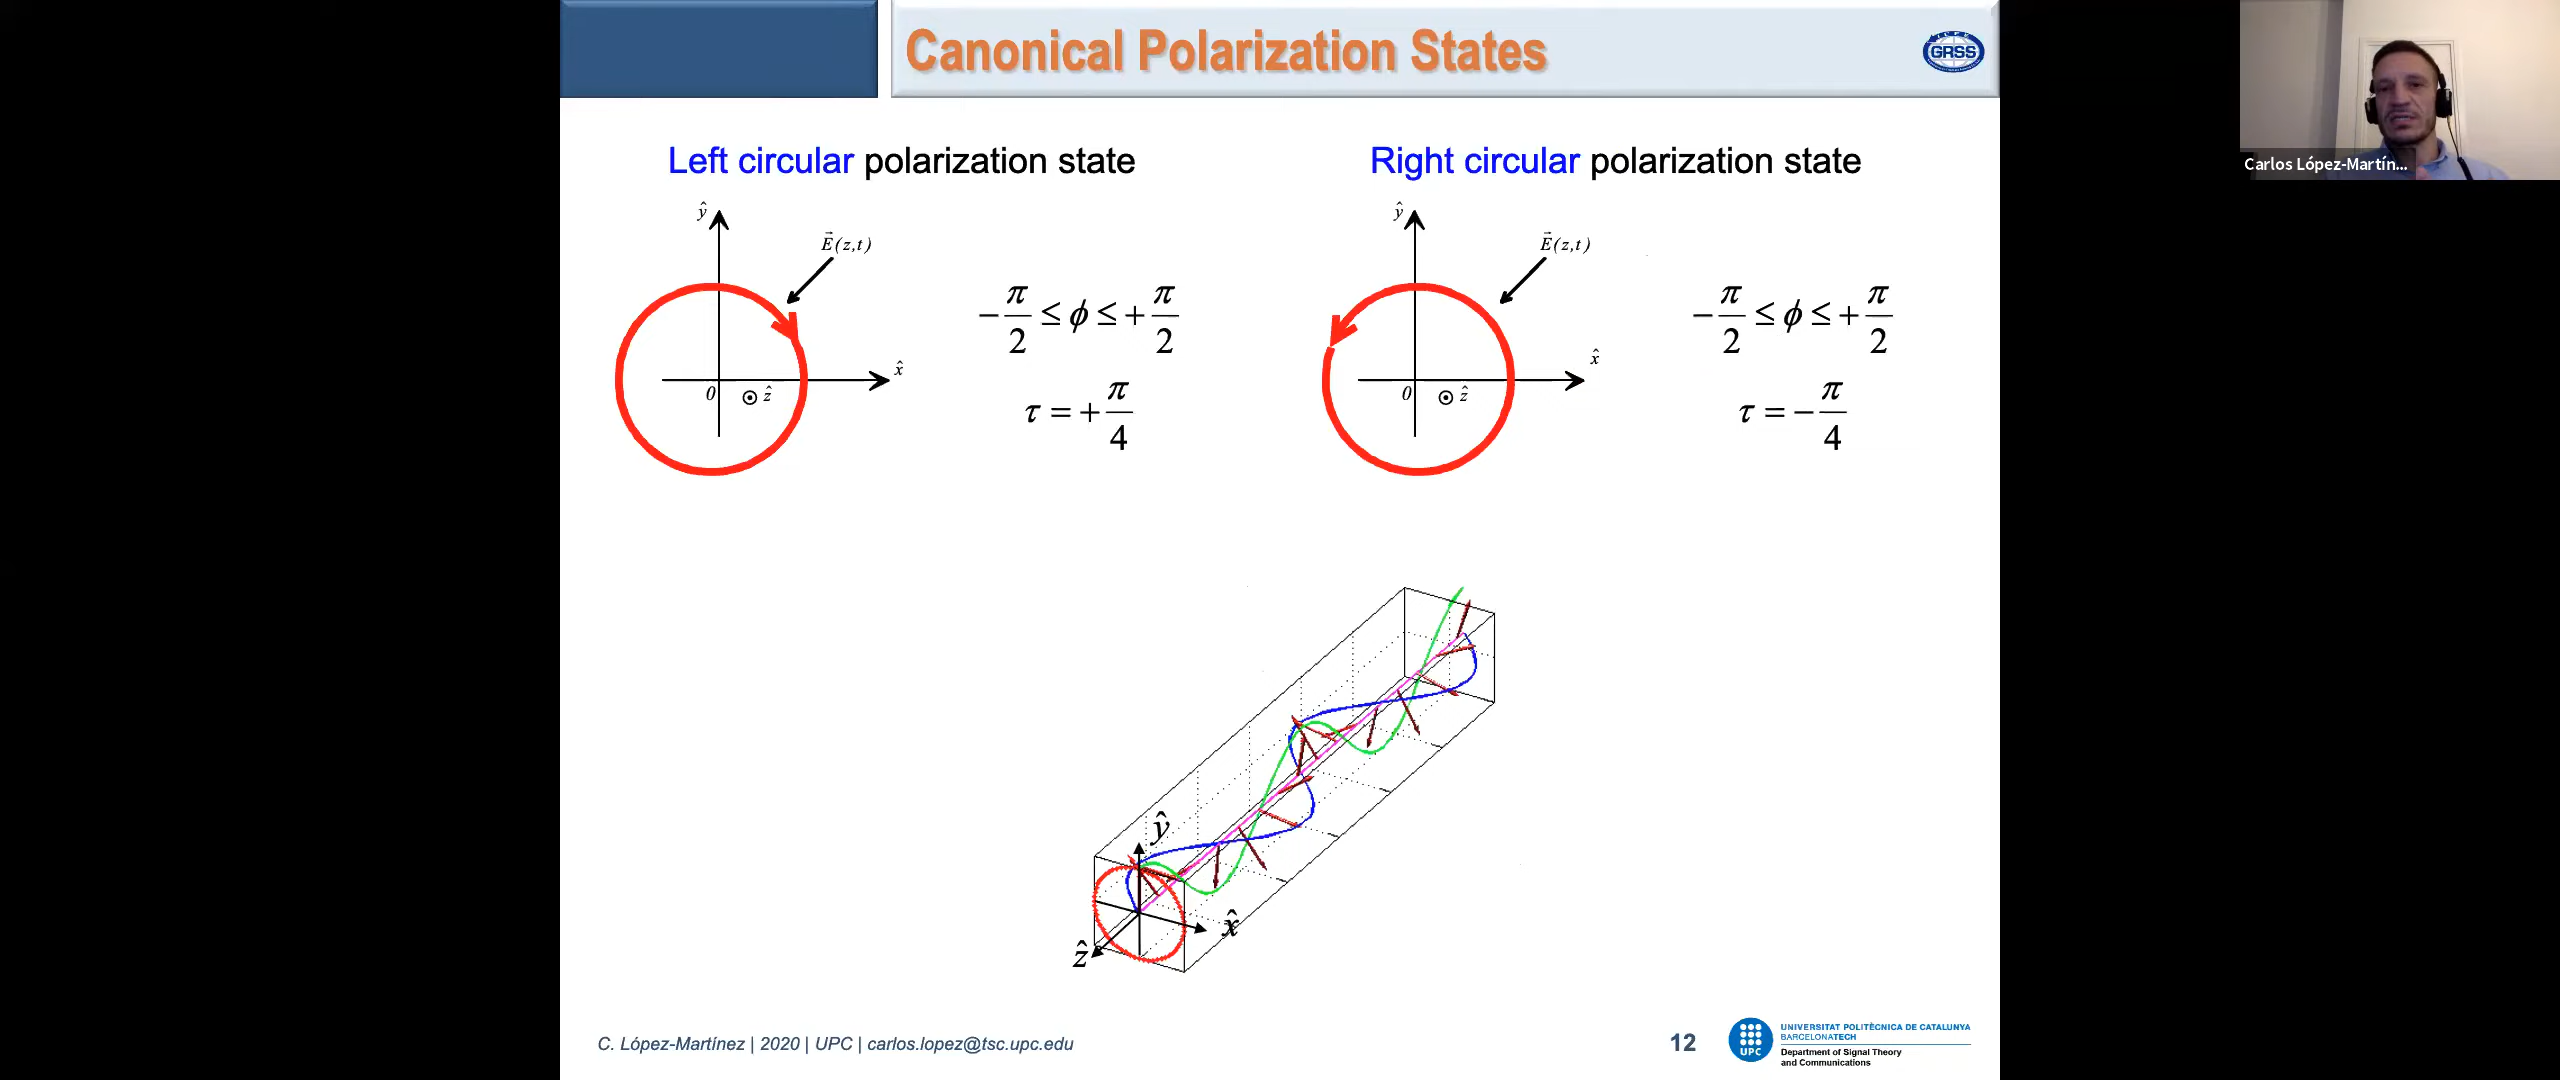 Canonical Polarization States
GRSS
Carlos López-Martín...
Left circular polarization state
ŷ
E⃗(z,t)
x̂
0
ẑ
−π/2 ≤ ϕ ≤ +π/2
τ = +π/4
Right circular polarization state
ŷ
E⃗(z,t)
x̂
0
ẑ
−π/2 ≤ ϕ ≤ +π/2
τ = −π/4
ŷ
x̂
ẑ
C. López-Martínez | 2020 | UPC | carlos.lopez@tsc.upc.edu
12
UPC
UNIVERSITAT POLITÈCNICA DE CATALUNYA
BARCELONATECH
Department of Signal Theory
and Communications